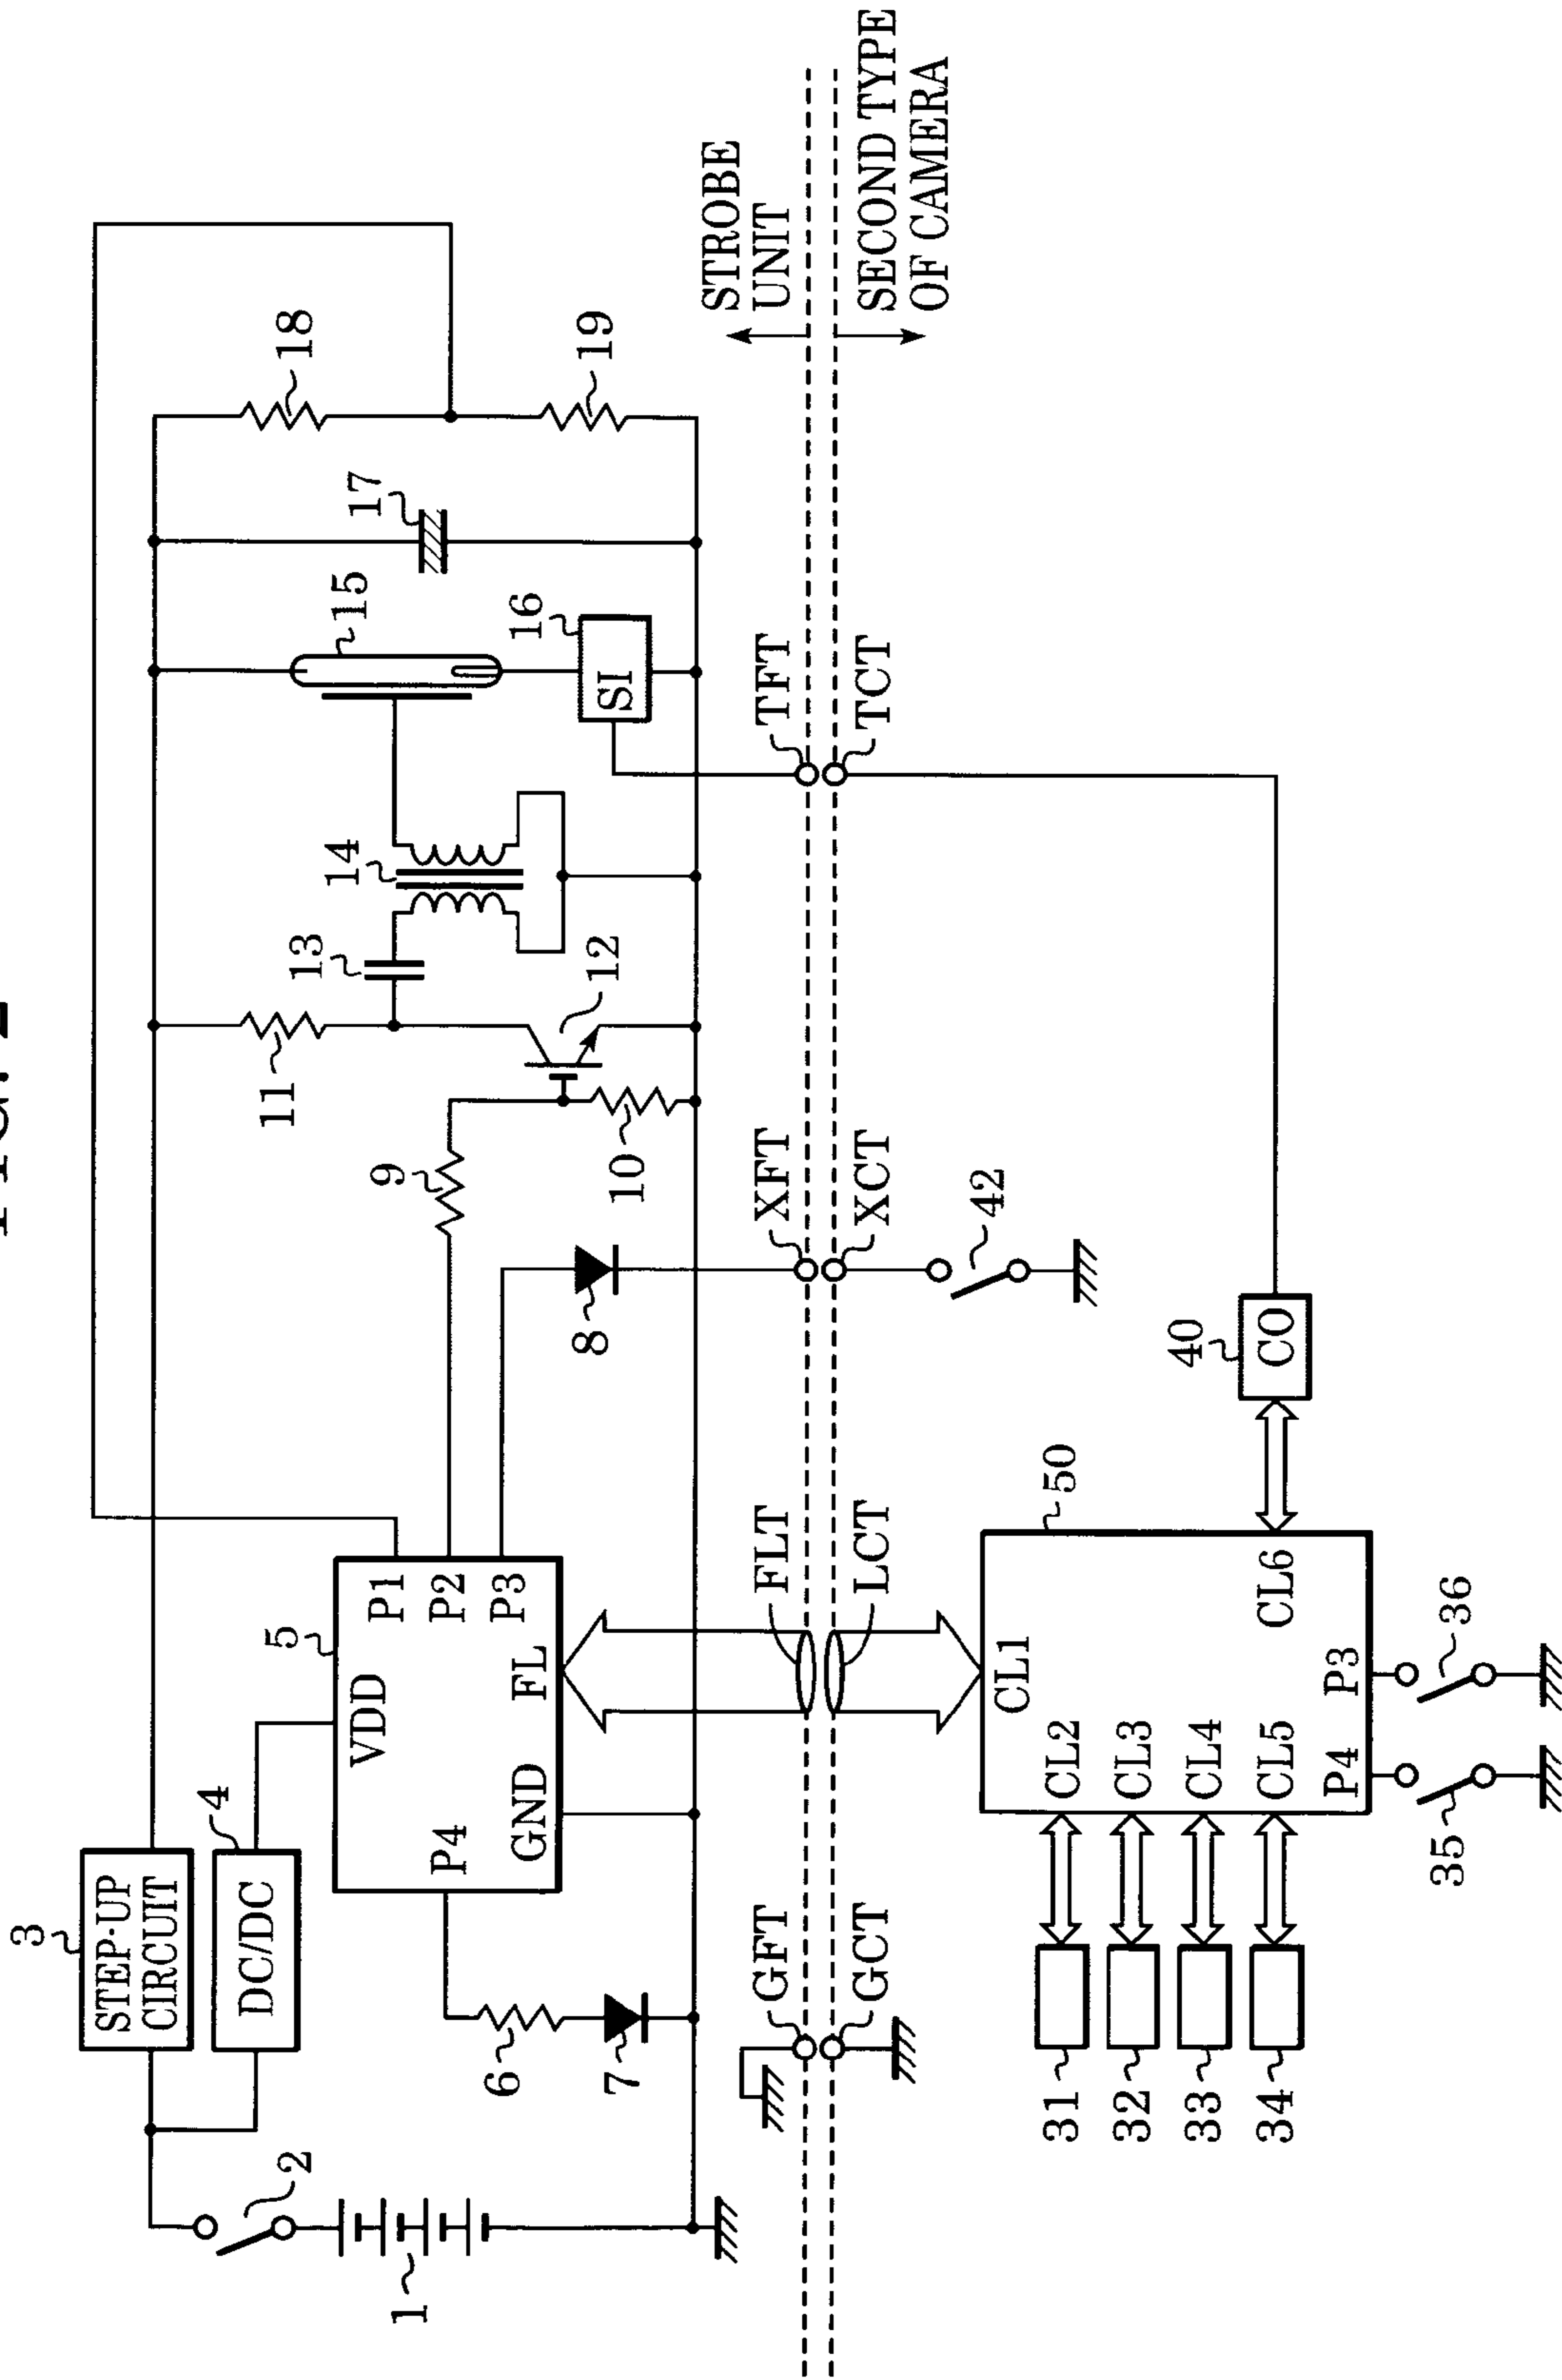 FIG. 2
3
STEP-UP
CIRCUIT
4
DC/DC
2
1
5
VDD
P1
P2
P3
P4
GND
FL
6
7
8
9
10
11
12
13
14
15
16
SI
17
18
19
STROBE
UNIT
SECOND TYPE
OF CAMERA
GFT
GCT
FLT
LCT
XFT
XCT
TFT
TCT
42
40
CO
50
CL1
CL2
CL3
CL4
CL5
CL6
P4
P3
31
32
33
34
35
36